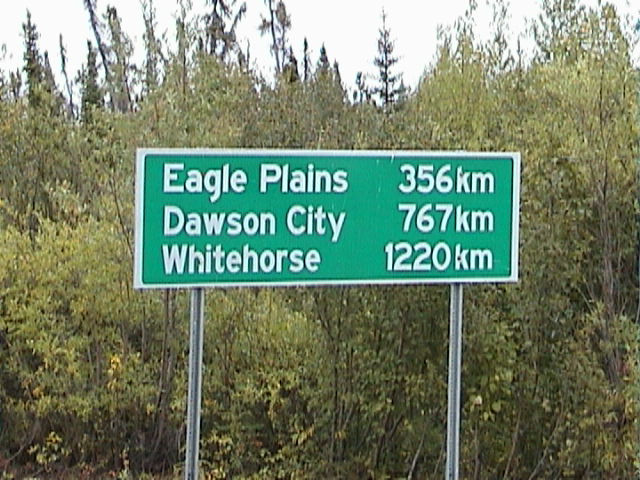 Eagle Plains 356km
Dawson City 767km
Whitehorse 1220km